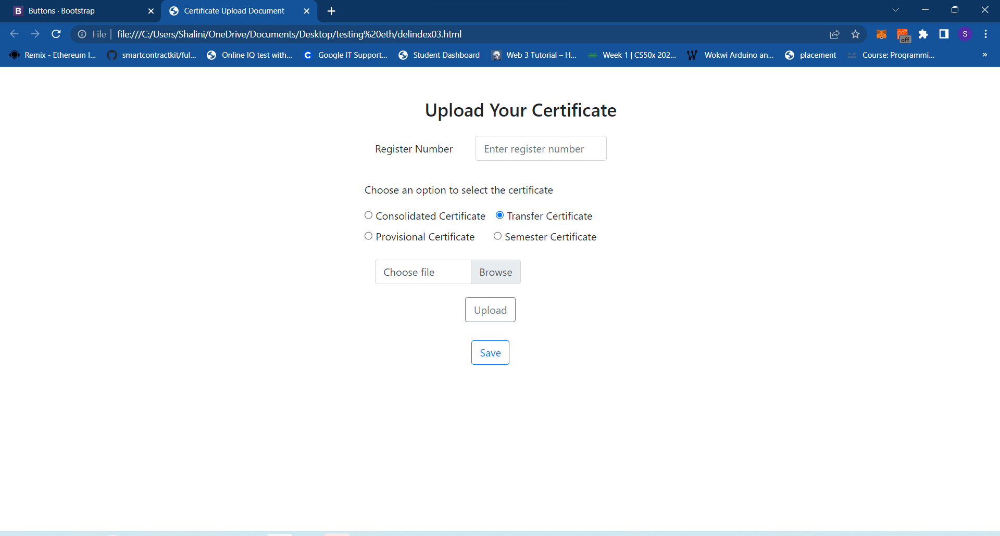 Buttons · Bootstrap
Certificate Upload Document
File | file:///C:/Users/Shalini/OneDrive/Documents/Desktop/testing%20eth/delindex03.html
off
S
Remix - Ethereum I...
smartcontractkit/ful...
Online IQ test with...
Google IT Support...
Student Dashboard
Web 3 Tutorial – H...
Week 1 | CS50x 202...
Wokwi Arduino an...
placement
Course: Programmi...
»
Upload Your Certificate
Register Number
Enter register number
Choose an option to select the certificate
Consolidated Certificate Transfer Certificate
Provisional Certificate Semester Certificate
Choose file Browse
Upload
Save